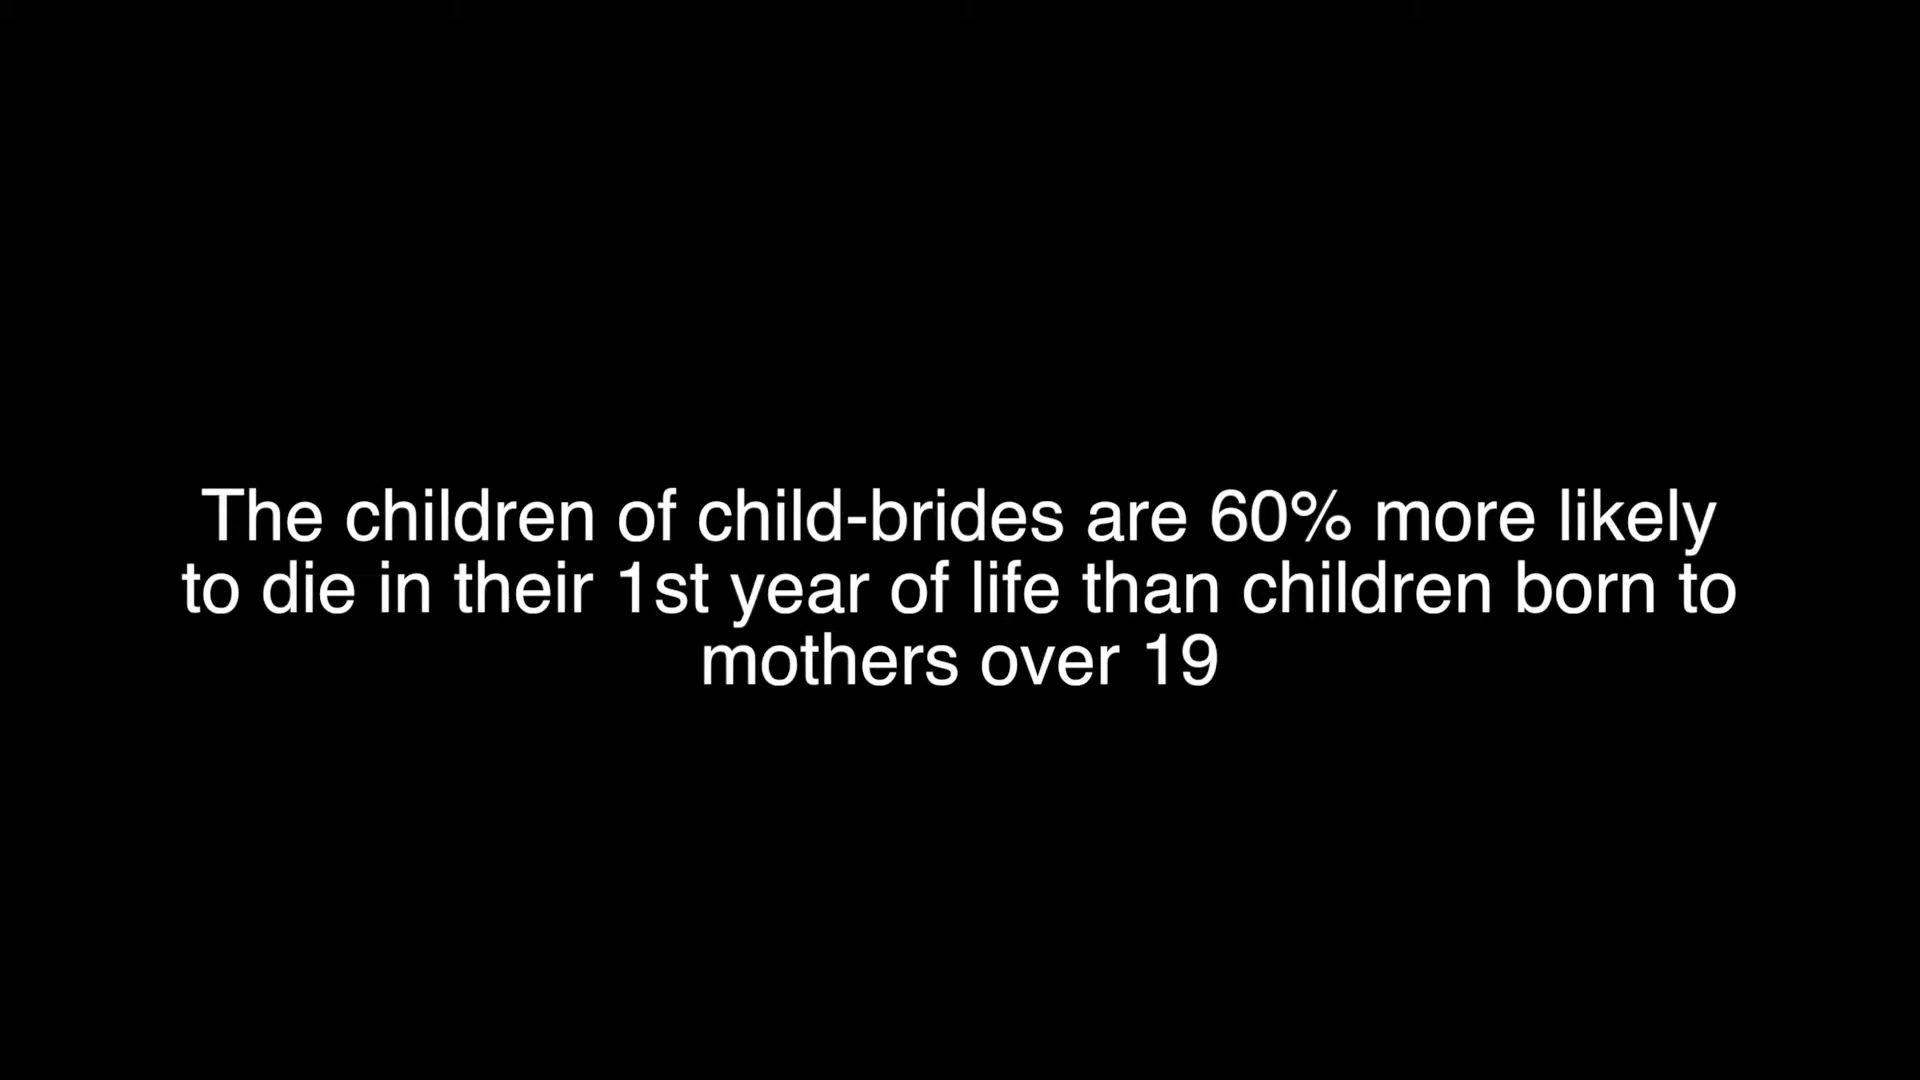 The children of child-brides are 60% more likely
to die in their 1st year of life than children born to
mothers over 19